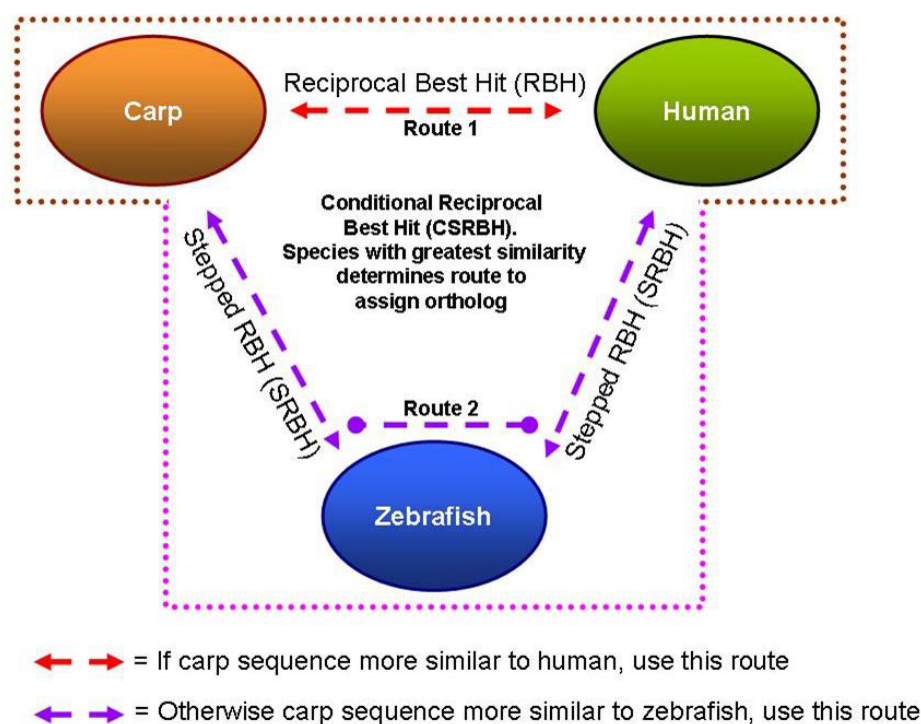 Carp
Reciprocal Best Hit (RBH)
Human
Route 1
Conditional Reciprocal
Best Hit (CSRBH).
Species with greatest similarity
determines route to
assign ortholog
Stepped RBH (SRBH)
Stepped RBH (SRBH)
Route 2
Zebrafish
= If carp sequence more similar to human, use this route
= Otherwise carp sequence more similar to zebrafish, use this route